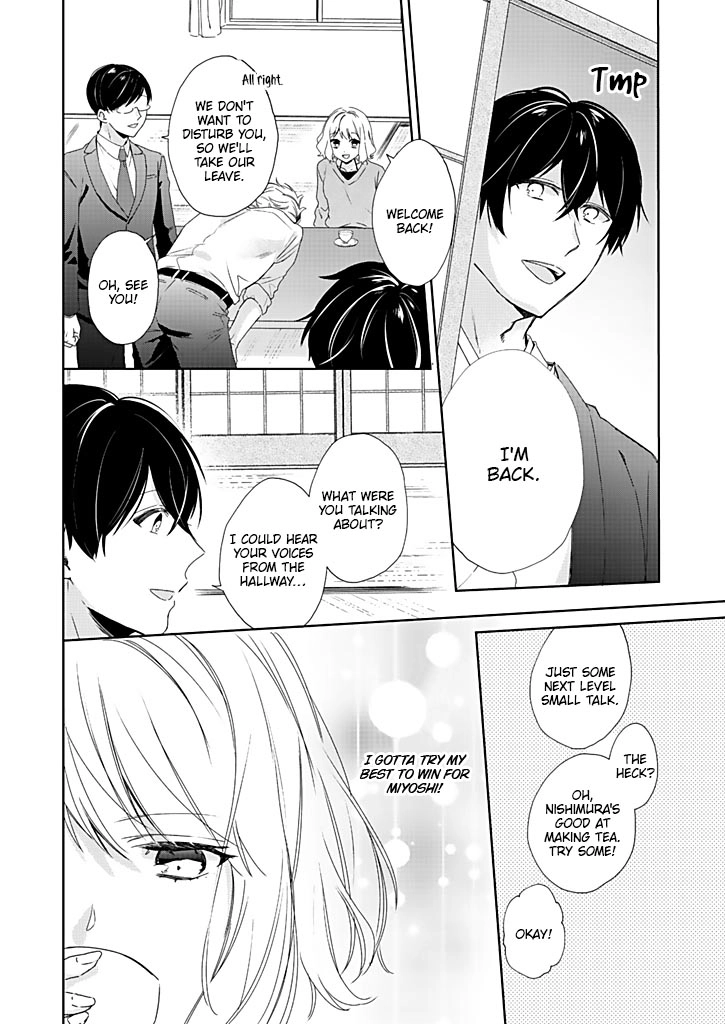 Tmp
I'M
BACK.
WELCOME
BACK!
All right.
WE DON'T
WANT TO
DISTURB YOU,
SO WE'LL
TAKE OUR
LEAVE.
OH, SEE
YOU!
WHAT WERE
YOU TALKING
ABOUT?
I COULD HEAR
YOUR VOICES
FROM THE
HALLWAY...
JUST SOME
NEXT LEVEL
SMALL TALK.
THE
HECK?
OH,
NISHIMURA'S
GOOD AT
MAKING TEA.
TRY SOME!
OKAY!
I GOTTA TRY MY
BEST TO WIN FOR
MIYOSHI!